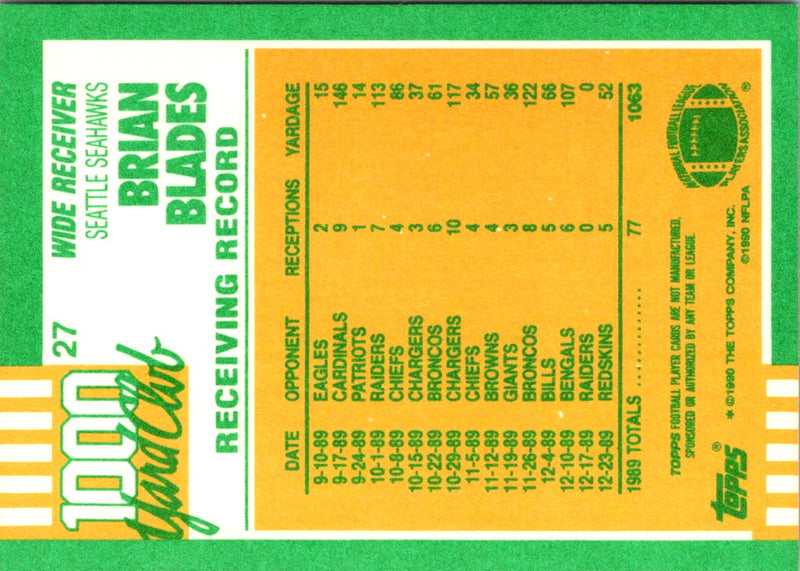 1000
Yard Club
27
WIDE RECEIVER
SEATTLE SEAHAWKS
BRIAN
BLADES
RECEIVING RECORD
DATE OPPONENT RECEPTIONS YARDAGE
9-10-89 EAGLES 2 15
9-17-89 CARDINALS 9 146
9-24-89 PATRIOTS 1 14
10-1-89 RAIDERS 7 113
10-8-89 CHIEFS 4 86
10-15-89 CHARGERS 3 37
10-22-89 BRONCOS 6 61
10-29-89 CHARGERS 10 117
11-5-89 CHIEFS 4 34
11-12-89 BROWNS 4 57
11-19-89 GIANTS 3 36
11-26-89 BRONCOS 8 122
12-4-89 BILLS 5 66
12-10-89 BENGALS 6 107
12-17-89 RAIDERS 0 0
12-23-89 REDSKINS 5 52
1989 TOTALS .............. 77 1063
TOPPS FOOTBALL PLAYER CARDS ARE NOT MANUFACTURED,
SPONSORED OR AUTHORIZED BY ANY TEAM OR LEAGUE.
TOPPS®
* ©1990 THE TOPPS COMPANY, INC.
©1990 NFLPA
NATIONAL FOOTBALL LEAGUE
PLAYERS ASSOCIATION ®